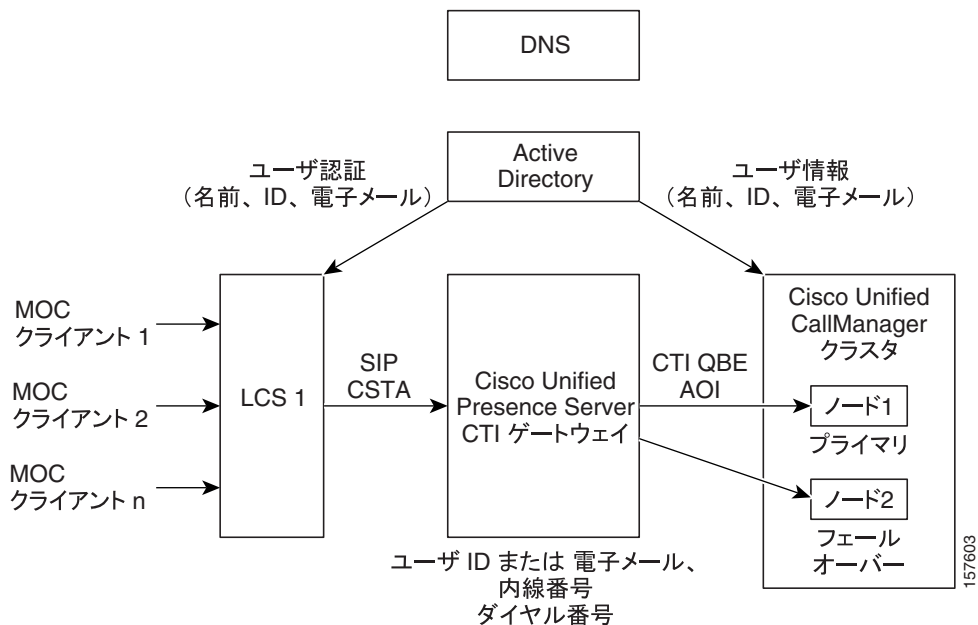 DNS
Active
Directory
ユーザ認証
(名前、ID、電子メール)
ユーザ情報
(名前、ID、電子メール)
MOC
クライアント 1
MOC
クライアント 2
MOC
クライアント n
LCS 1
SIP
CSTA
Cisco Unified
Presence Server
CTI ゲートウェイ
CTI QBE
AOI
Cisco Unified
CallManager
クラスタ
ノード1
プライマリ
ノード2
フェール
オーバー
ユーザ ID または 電子メール、
内線番号
ダイヤル番号
157603